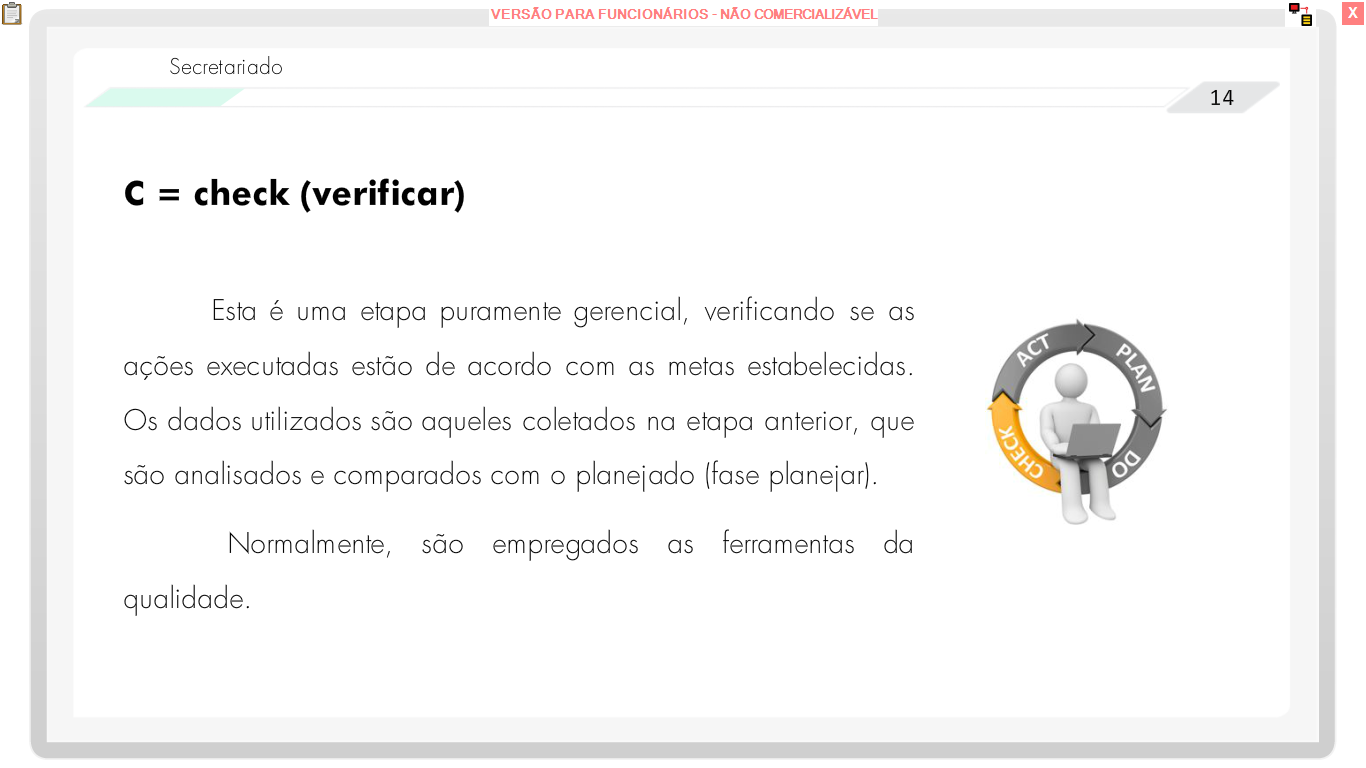 VERSÃO PARA FUNCIONÁRIOS - NÃO COMERCIALIZÁVEL
X
Secretariado
14
C = check (verificar)
Esta é uma etapa puramente gerencial, verificando se as
ações executadas estão de acordo com as metas estabelecidas.
Os dados utilizados são aqueles coletados na etapa anterior, que
são analisados e comparados com o planejado (fase planejar).
Normalmente, são empregados as ferramentas da
qualidade.
ACT
PLAN
DO
CHECK